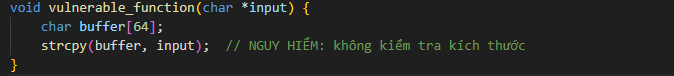 void vulnerable_function(char *input) {
    char buffer[64];
    strcpy(buffer, input);  // NGUY HIỂM: không kiểm tra kích thước
}